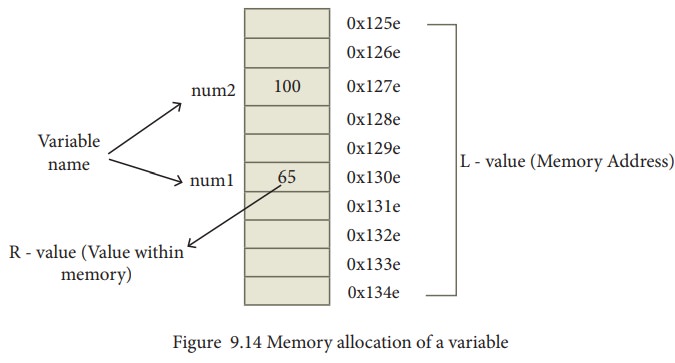 0x125e
0x126e
num2 100 0x127e
0x128e
Variable
name
0x129e
L - value (Memory Address)
num1 65 0x130e
0x131e
0x132e
R - value (Value within
memory)
0x133e
0x134e
Figure 9.14 Memory allocation of a variable